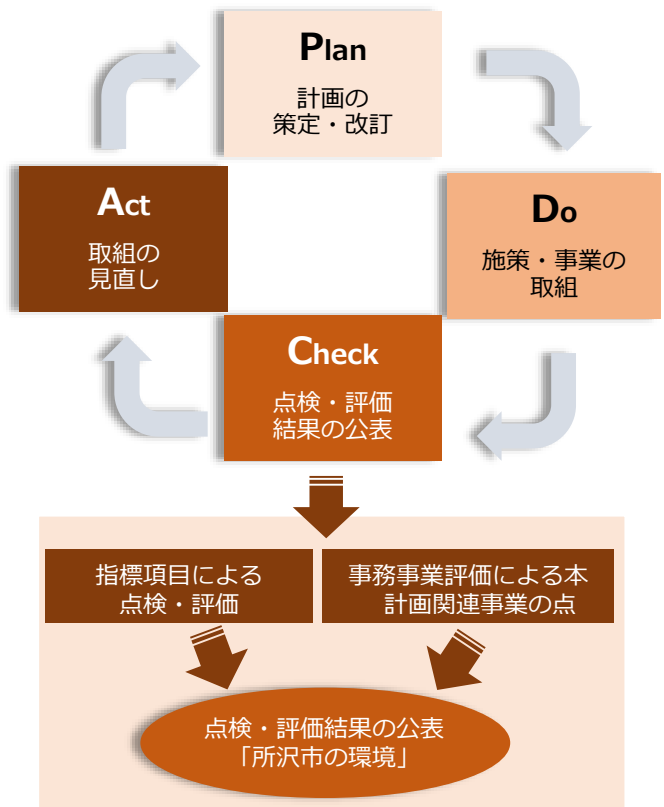 Plan
計画の
策定・改訂
Act
取組の
見直し
Do
施策・事業の
取組
Check
点検・評価
結果の公表
指標項目による
点検・評価
事務事業評価による本
計画関連事業の点
点検・評価結果の公表
「所沢市の環境」